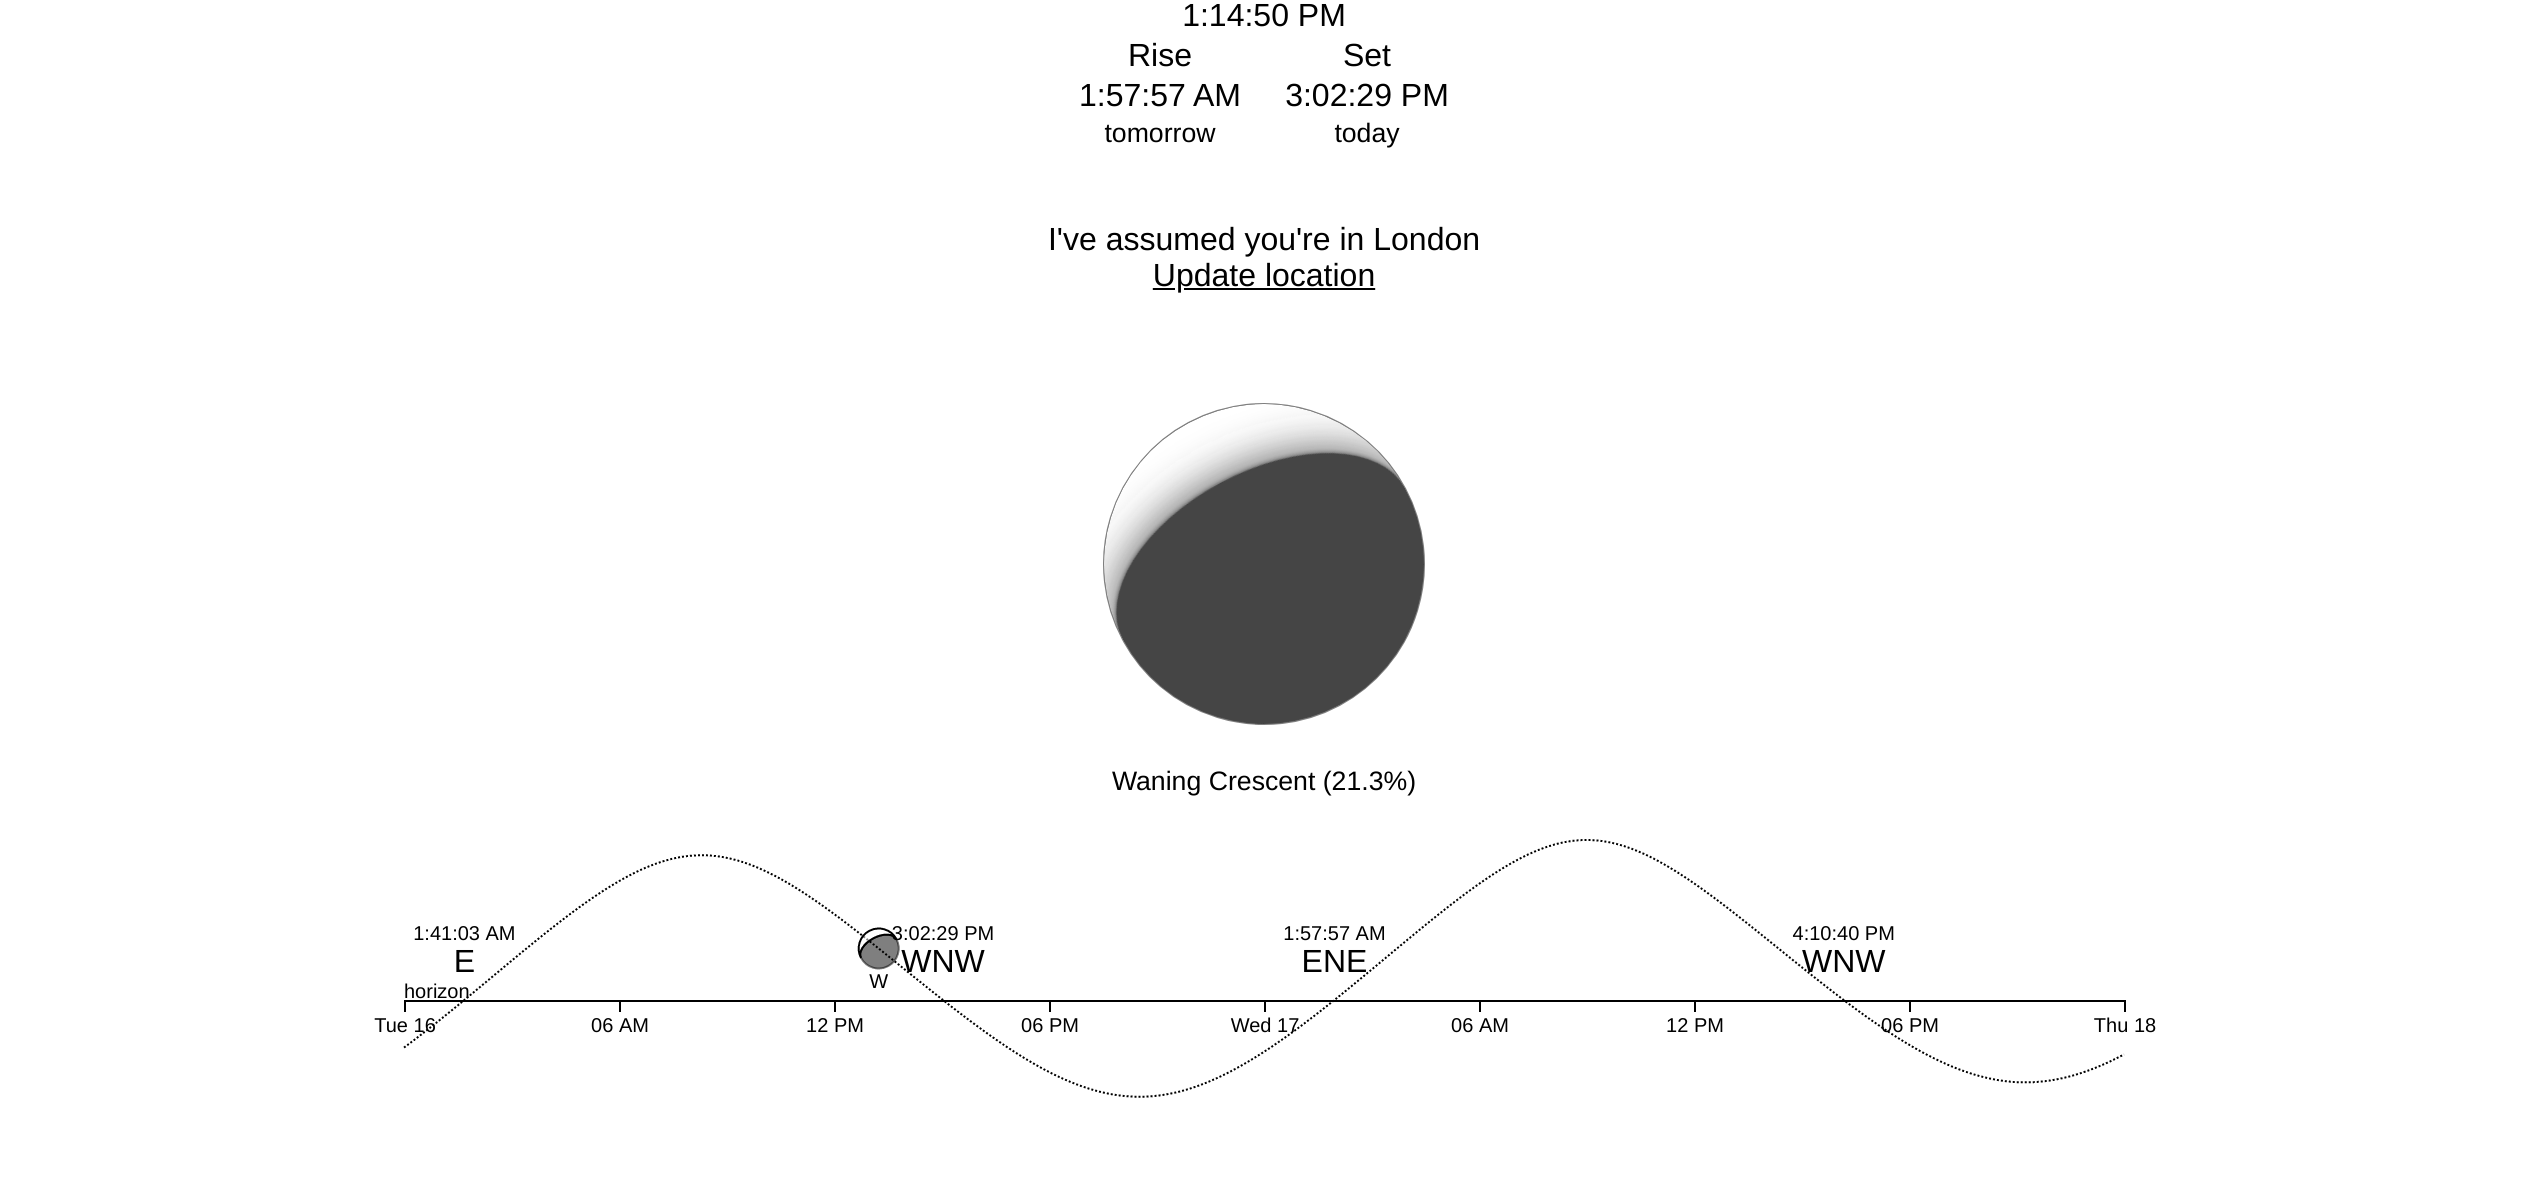 1:14:50 PM
Rise Set
1:57:57 AM 3:02:29 PM
tomorrow today
I've assumed you're in London
Update location
Waning Crescent (21.3%)
1:41:03 AM 3:02:29 PM 1:57:57 AM 4:10:40 PM
E WNW ENE WNW
W
horizon
Tue 16 06 AM 12 PM 06 PM Wed 17 06 AM 12 PM 06 PM Thu 18